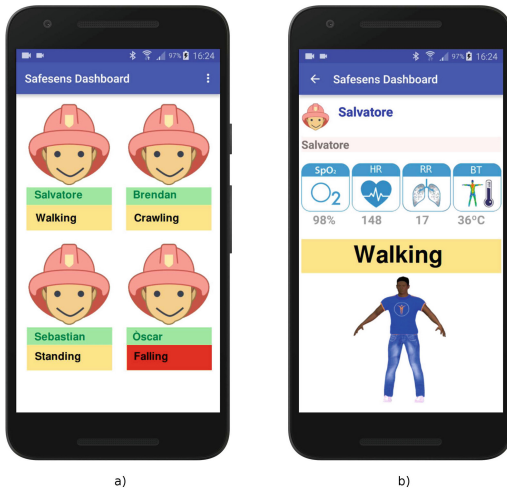 97% 16:24
Safesens Dashboard
Salvatore Brendan
Walking Crawling
Sebastian Òscar
Standing Falling
a)
97% 16:24
Safesens Dashboard
Salvatore
Salvatore
SpO₂ HR RR BT
O₂
98% 148 17 36ºC
Walking
b)